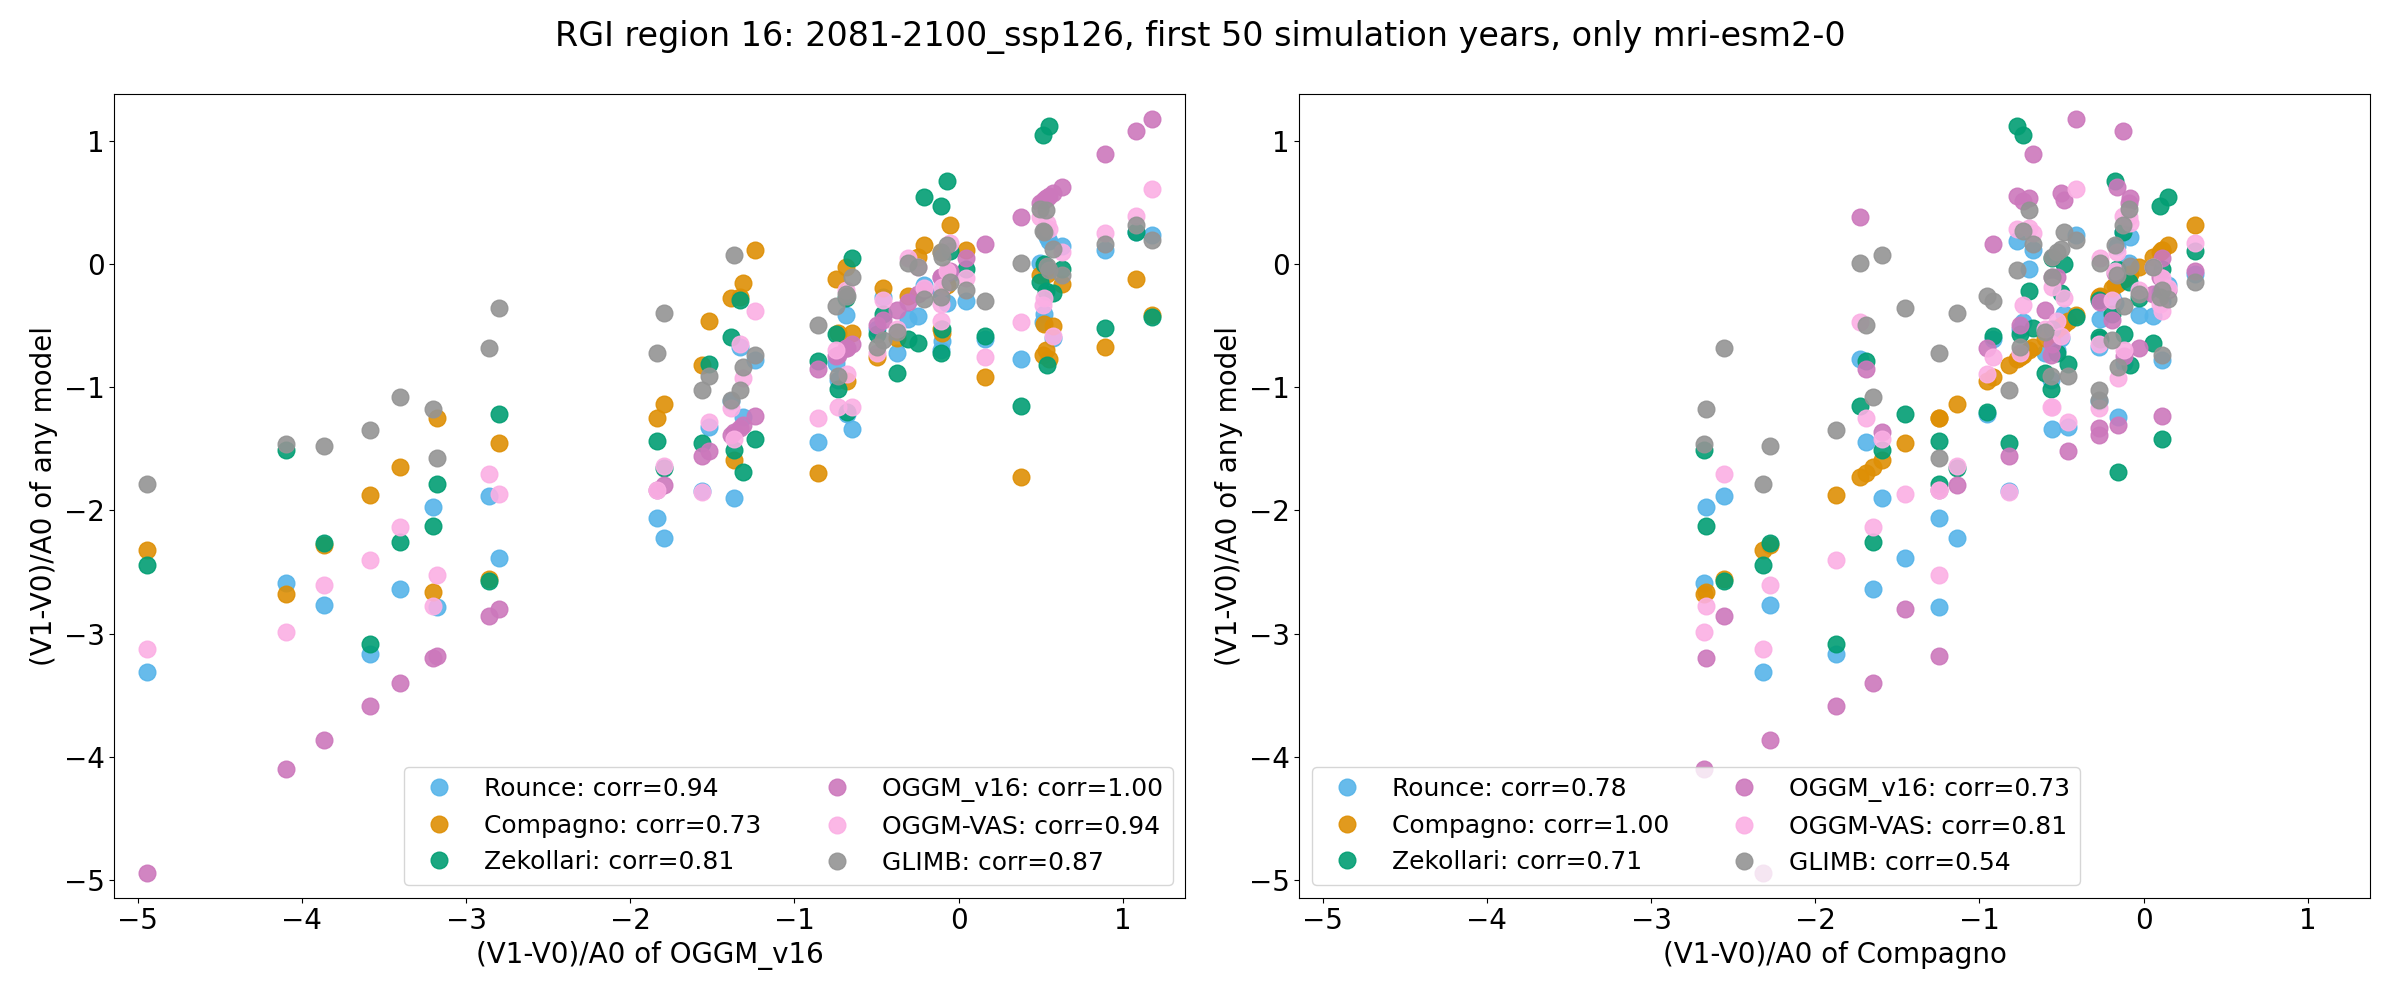 RGI region 16: 2081-2100_ssp126, first 50 simulation years, only mri-esm2-0
(V1-V0)/A0 of any model
1
0
−1
−2
−3
−4
−5
−5
−4
−3
−2
−1
0
1
(V1-V0)/A0 of OGGM_v16
Rounce: corr=0.94
Compagno: corr=0.73
Zekollari: corr=0.81
OGGM_v16: corr=1.00
OGGM-VAS: corr=0.94
GLIMB: corr=0.87
(V1-V0)/A0 of any model
1
0
−1
−2
−3
−4
−5
−5
−4
−3
−2
−1
0
1
(V1-V0)/A0 of Compagno
Rounce: corr=0.78
Compagno: corr=1.00
Zekollari: corr=0.71
OGGM_v16: corr=0.73
OGGM-VAS: corr=0.81
GLIMB: corr=0.54